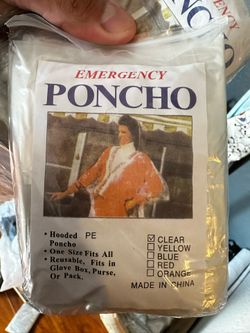 EMERGENCY
PONCHO
• Hooded PE
Poncho
• One Size Fits All
• Reusable, Fits in
Glave Box, Purse,
Or Pack.
☑ CLEAR
☐ YELLOW
☐ BLUE
☐ RED
☐ ORANGE
MADE IN CHINA